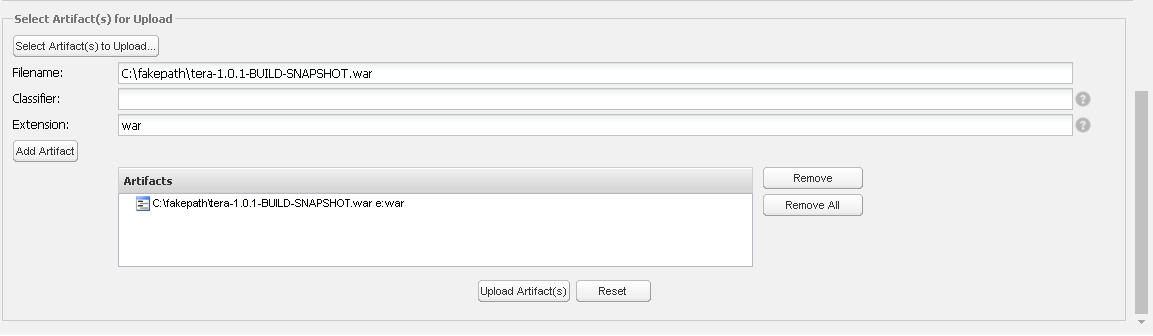 Select Artifact(s) for Upload
Select Artifact(s) to Upload...
Filename: C:\fakepath\tera-1.0.1-BUILD-SNAPSHOT.war
Classifier: ?
Extension: war ?
Add Artifact
Artifacts Remove
C:\fakepath\tera-1.0.1-BUILD-SNAPSHOT.war e:war Remove All
Upload Artifact(s) Reset